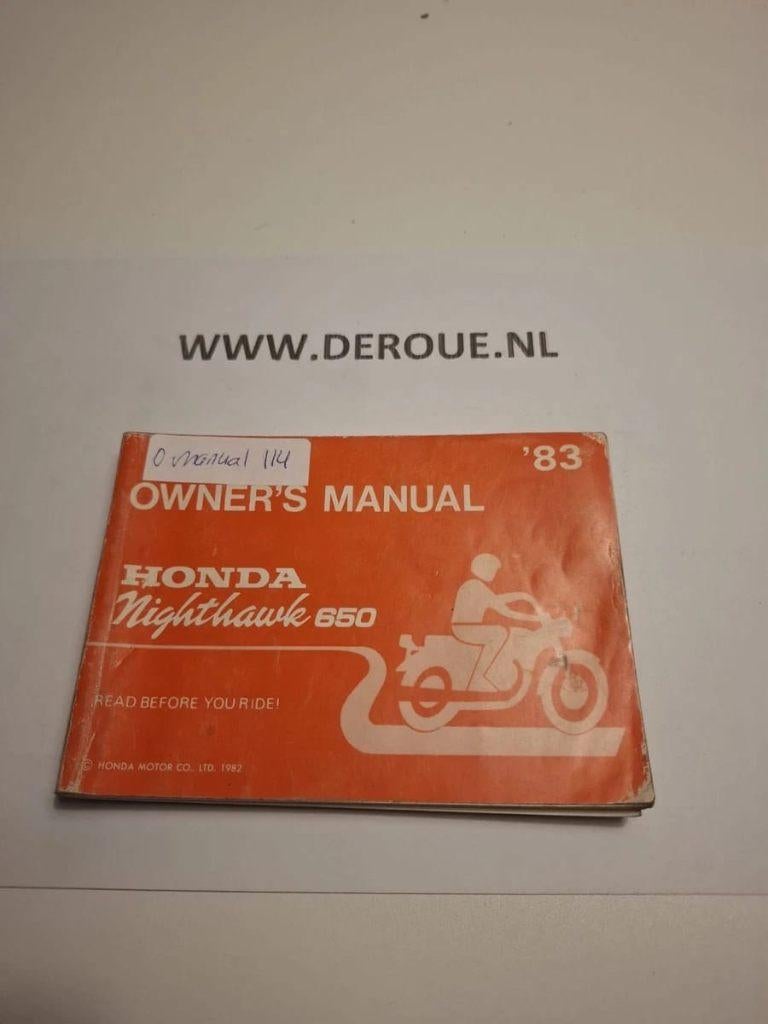 WWW.DEROUE.NL
O manual 114
'83
OWNER'S MANUAL
HONDA
Nighthawk 650
READ BEFORE YOU RIDE!
© HONDA MOTOR CO., LTD. 1982